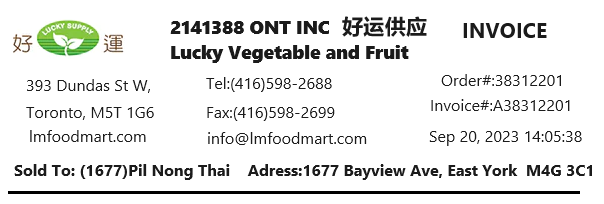 好 LUCKY SUPPLY 運
2141388 ONT INC 好运供应
Lucky Vegetable and Fruit
INVOICE
393 Dundas St W,
Toronto, M5T 1G6
lmfoodmart.com
Tel:(416)598-2688
Fax:(416)598-2699
info@lmfoodmart.com
Order#:38312201
Invoice#:A38312201
Sep 20, 2023 14:05:38
Sold To: (1677)Pil Nong Thai Adress:1677 Bayview Ave, East York M4G 3C1